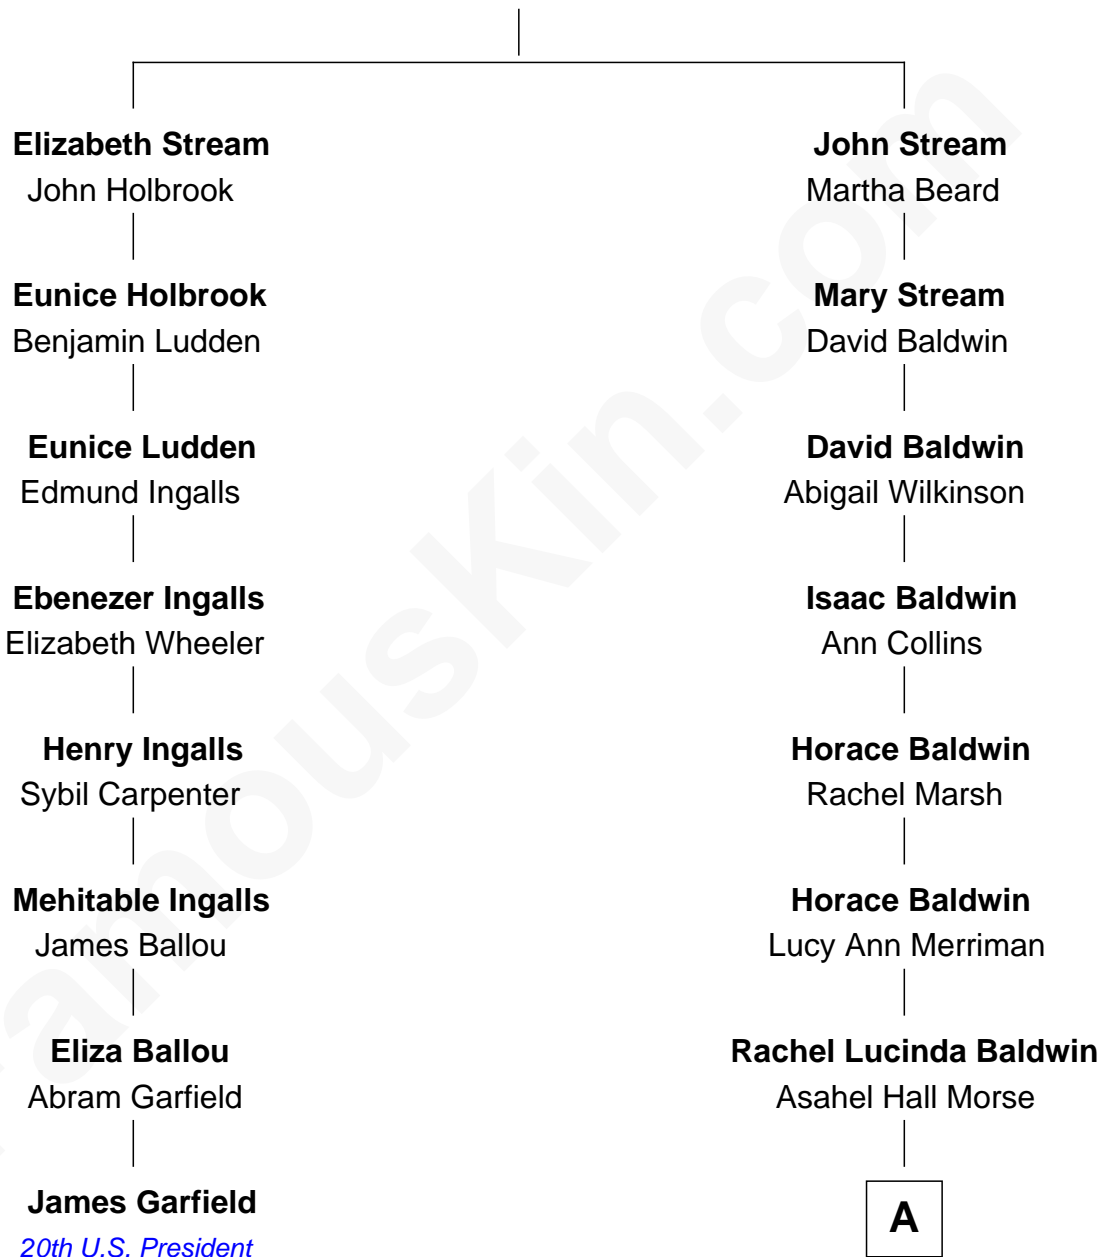 Elizabeth Stream
John Holbrook
Eunice Holbrook
Benjamin Ludden
Eunice Ludden
Edmund Ingalls
Ebenezer Ingalls
Elizabeth Wheeler
Henry Ingalls
Sybil Carpenter
Mehitable Ingalls
James Ballou
Eliza Ballou
Abram Garfield
James Garfield
20th U.S. President
John Stream
Martha Beard
Mary Stream
David Baldwin
David Baldwin
Abigail Wilkinson
Isaac Baldwin
Ann Collins
Horace Baldwin
Rachel Marsh
Horace Baldwin
Lucy Ann Merriman
Rachel Lucinda Baldwin
Asahel Hall Morse
A
FamousKin.com